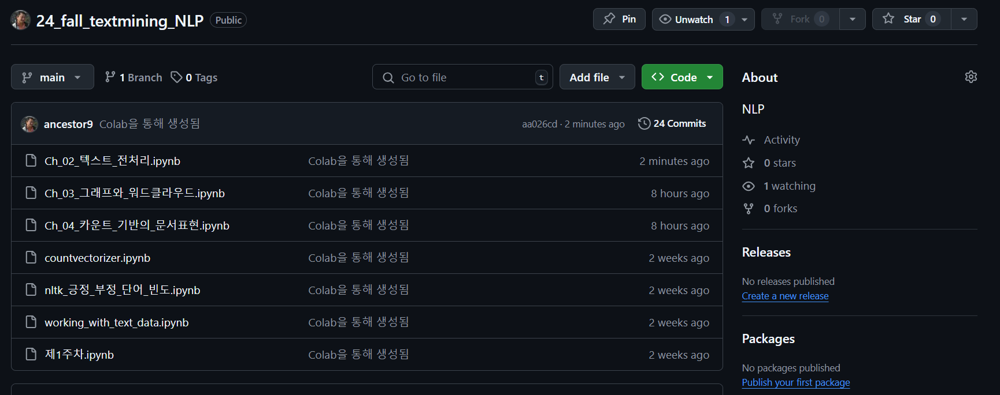 24_fall_textmining_NLP Public Pin Unwatch 1 Fork 0 Star 0
main 1 Branch 0 Tags Go to file t Add file Code
ancestor9 Colab을 통해 생성됨 aa026cd · 2 minutes ago 24 Commits
Ch_02_텍스트_전처리.ipynb Colab을 통해 생성됨 2 minutes ago
Ch_03_그래프와_워드클라우드.ipynb Colab을 통해 생성됨 8 hours ago
Ch_04_카운트_기반의_문서표현.ipynb Colab을 통해 생성됨 8 hours ago
countvectorizer.ipynb Colab을 통해 생성됨 2 weeks ago
nltk_긍정_부정_단어_빈도.ipynb Colab을 통해 생성됨 2 weeks ago
working_with_text_data.ipynb Colab을 통해 생성됨 2 weeks ago
제1주차.ipynb Colab을 통해 생성됨 2 weeks ago
About
NLP
Activity
0 stars
1 watching
0 forks
Releases
No releases published
Create a new release
Packages
No packages published
Publish your first package